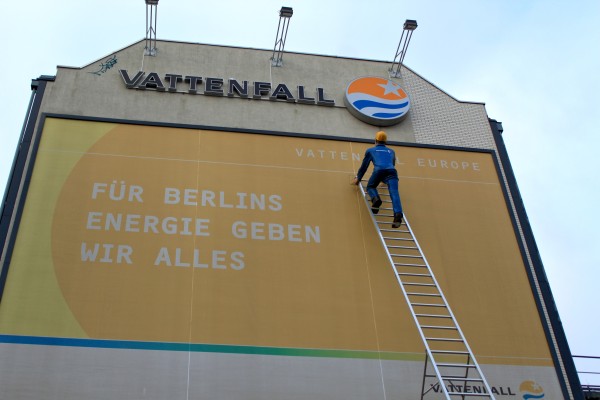 VATTENFALL
VATTENFALL EUROPE
FÜR BERLINS
ENERGIE GEBEN
WIR ALLES
VATTENFALL